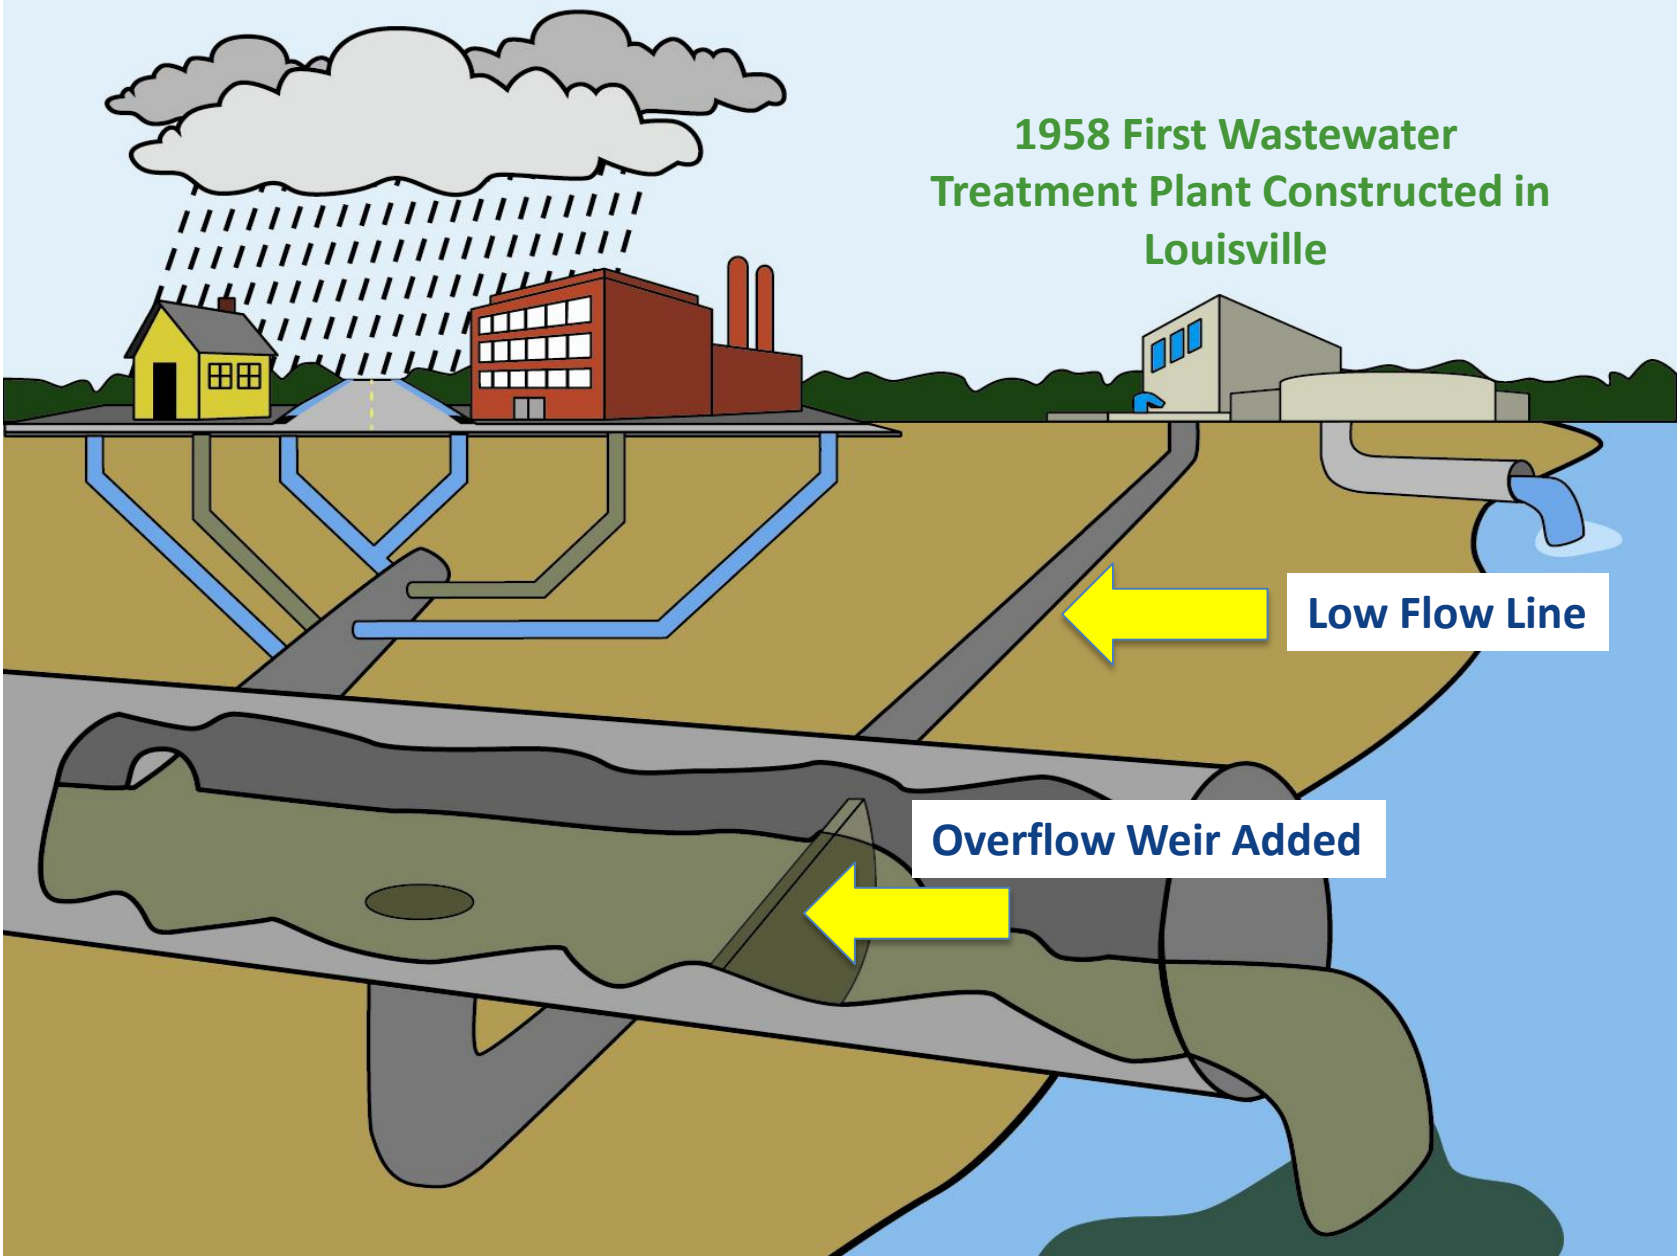 1958 First Wastewater
Treatment Plant Constructed in
Louisville
Low Flow Line
Overflow Weir Added